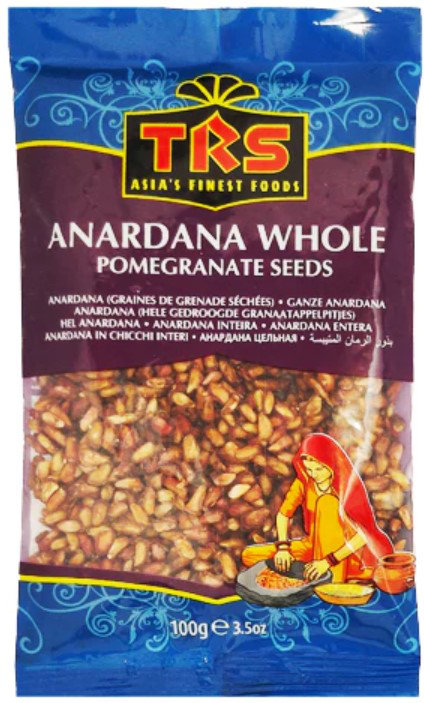 TRS
ASIA'S FINEST FOODS
ANARDANA WHOLE
POMEGRANATE SEEDS
ANARDANA (GRAINES DE GRENADE SÉCHÉES) • GANZE ANARDANA
ANARDANA (HELE GEDROOGDE GRANAATAPPELPITJES)
HEL ANARDANA • ANARDANA INTEIRA • ANARDANA ENTERA
ANARDANA IN CHICCHI INTERI • АНАРДАНА ЦЕЛЬНАЯ • بذور الرمان المتيبسة
100g ℮ 3.5oz